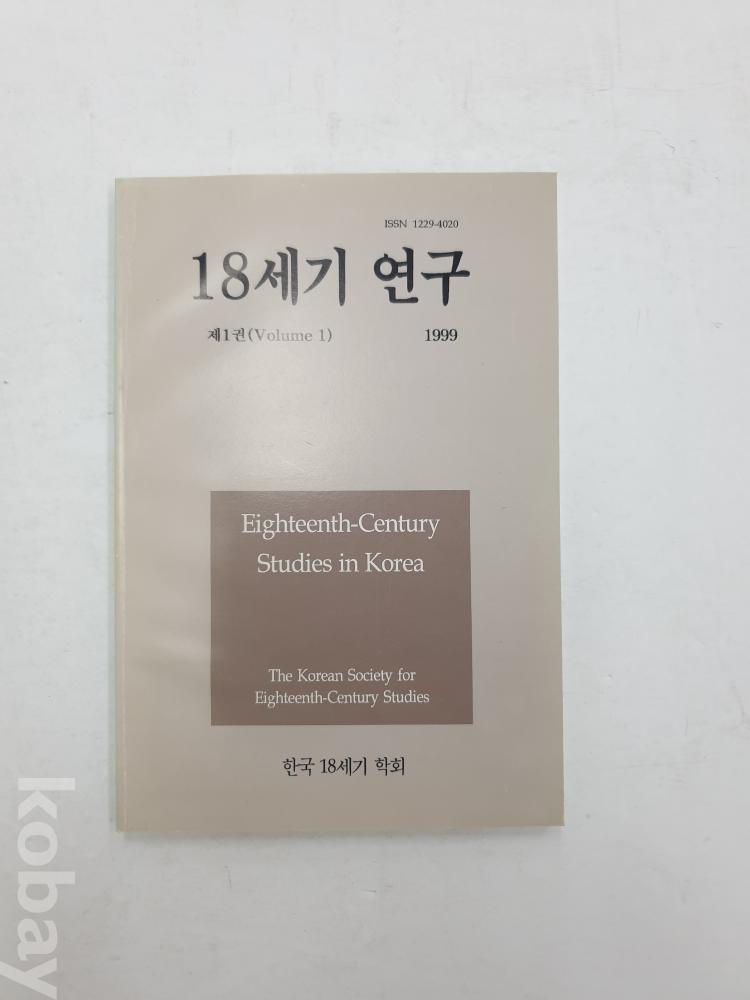 ISSN 1229-4020
18세기 연구
제1권(Volume 1) 1999
Eighteenth-Century
Studies in Korea
The Korean Society for
Eighteenth-Century Studies
한국 18세기 학회
kobay